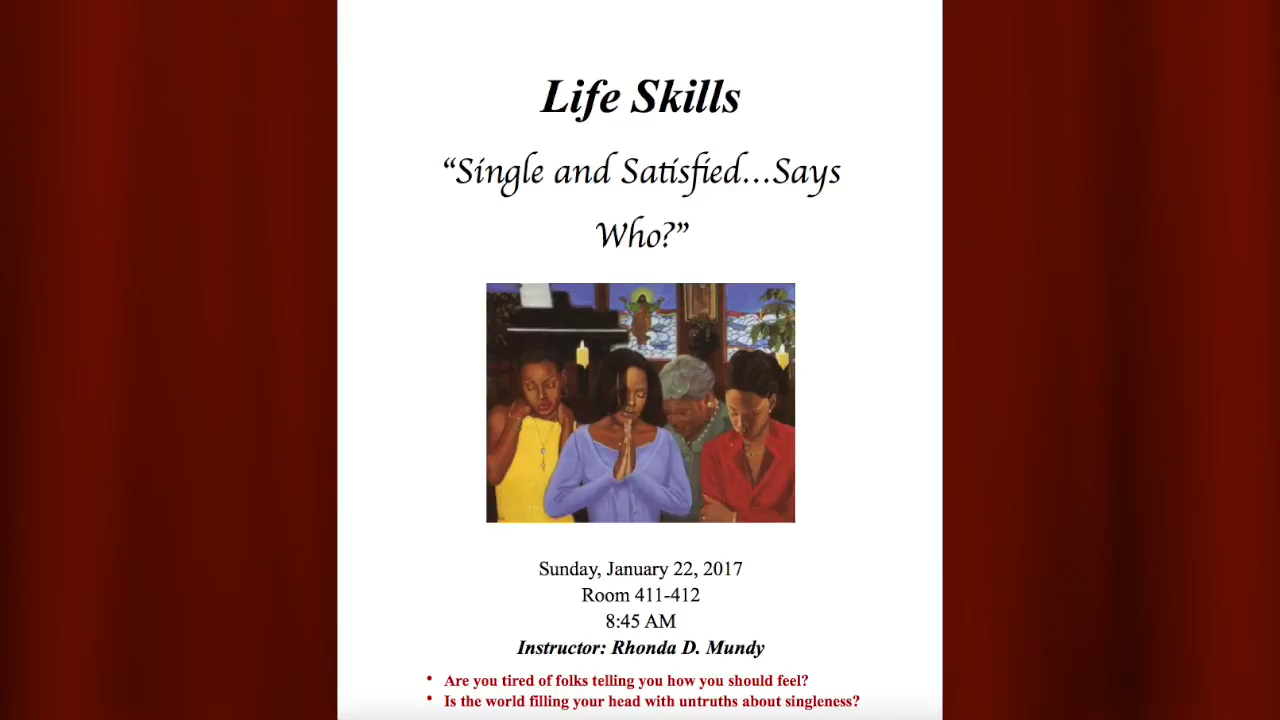 Life Skills
“Single and Satisfied...Says
Who?”
Sunday, January 22, 2017
Room 411-412
8:45 AM
Instructor: Rhonda D. Mundy
• Are you tired of folks telling you how you should feel?
• Is the world filling your head with untruths about singleness?